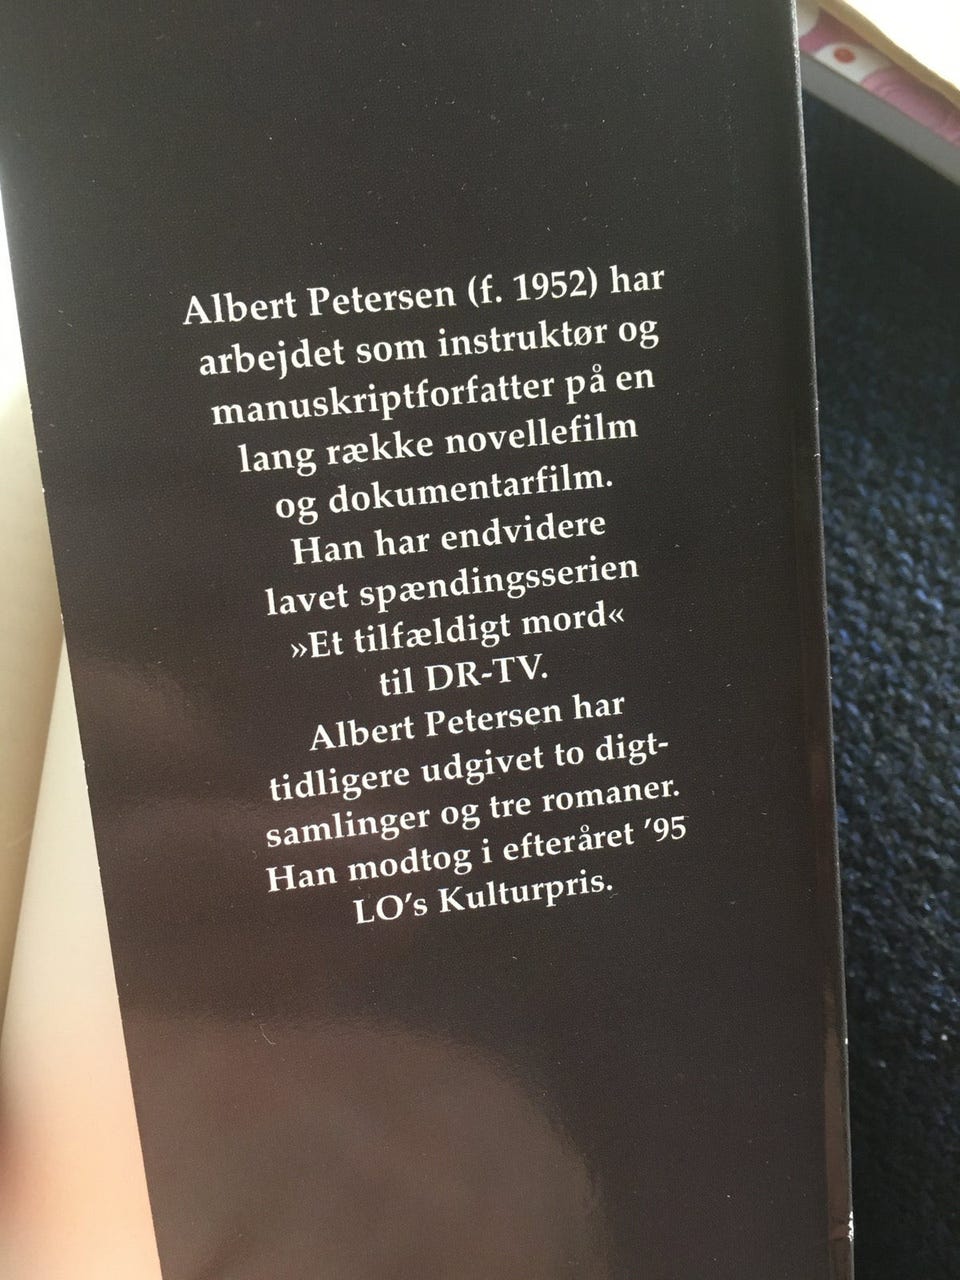 Albert Petersen (f. 1952) har
arbejdet som instruktør og
manuskriptforfatter på en
lang række novellefilm
og dokumentarfilm.
Han har endvidere
lavet spændingsserien
»Et tilfældigt mord«
til DR-TV.
Albert Petersen har
tidligere udgivet to digt-
samlinger og tre romaner.
Han modtog i efteråret ’95
LO’s Kulturpris.